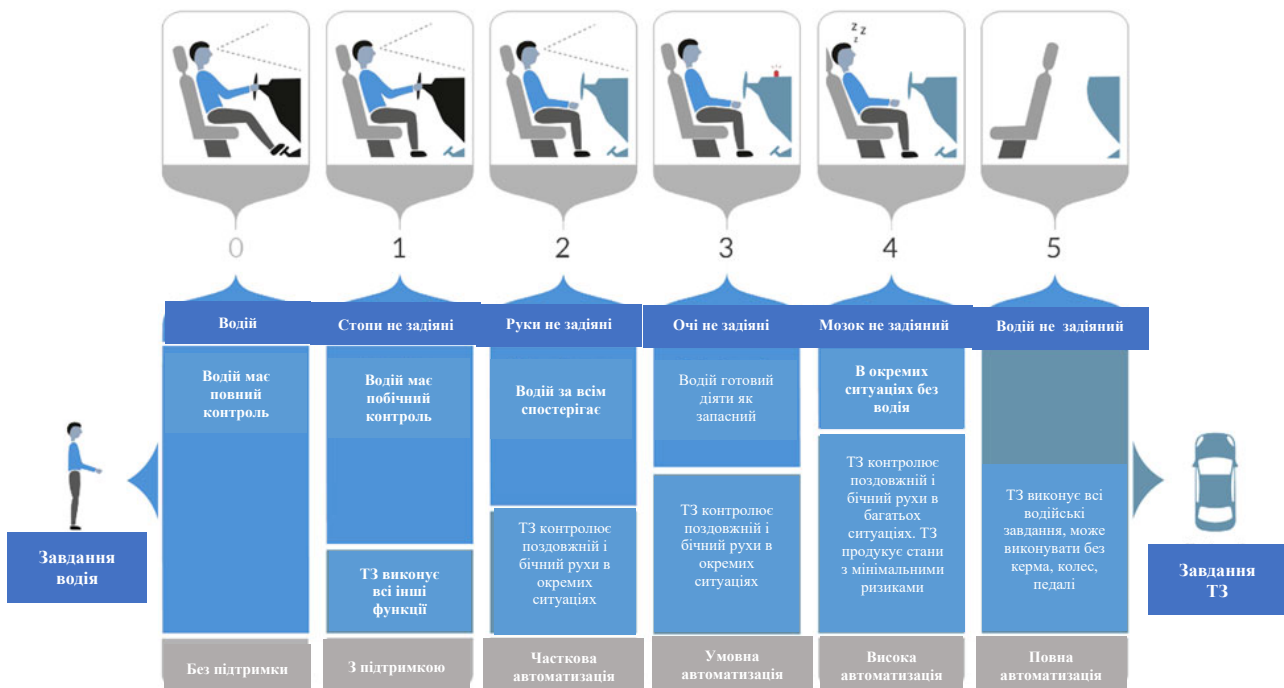 z z
z
0
1
2
3
4
5
Водій
Стопи не задіяні
Руки не задіяні
Очі не задіяні
Мозок не задіяний
Водій не задіяний
Водій має
повний
контроль
Водій має
побічний
контроль
Водій за всім
спостерігає
Водій готовий
діяти як
запасний
В окремих
ситуаціях без
водія
ТЗ виконує
всі інші
функції
ТЗ контролює
поздовжній і
бічний рухи в
окремих
ситуаціях
ТЗ контролює
поздовжній і
бічний рухи в
окремих
ситуаціях
ТЗ контролює
поздовжній і
бічний рухи в
багатьох
ситуаціях. ТЗ
продукує стани
з мінімальними
ризиками
ТЗ виконує всі
водійські
завдання, може
виконувати без
керма, колес,
педалі
Завдання
водія
Завдання
ТЗ
Без підтримки
З підтримкою
Часткова
автоматизація
Умовна
автоматизація
Висока
автоматизація
Повна
автоматизація